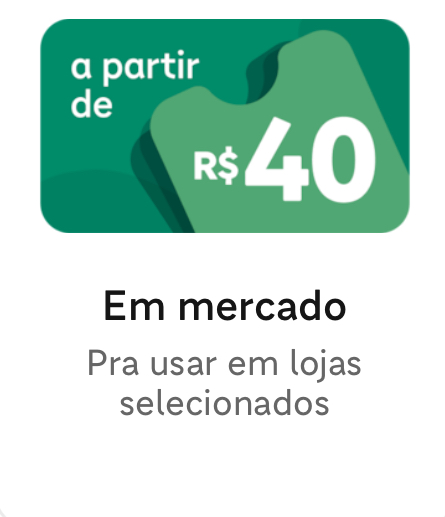 a partir
de
R$40
Em mercado
Pra usar em lojas
selecionados